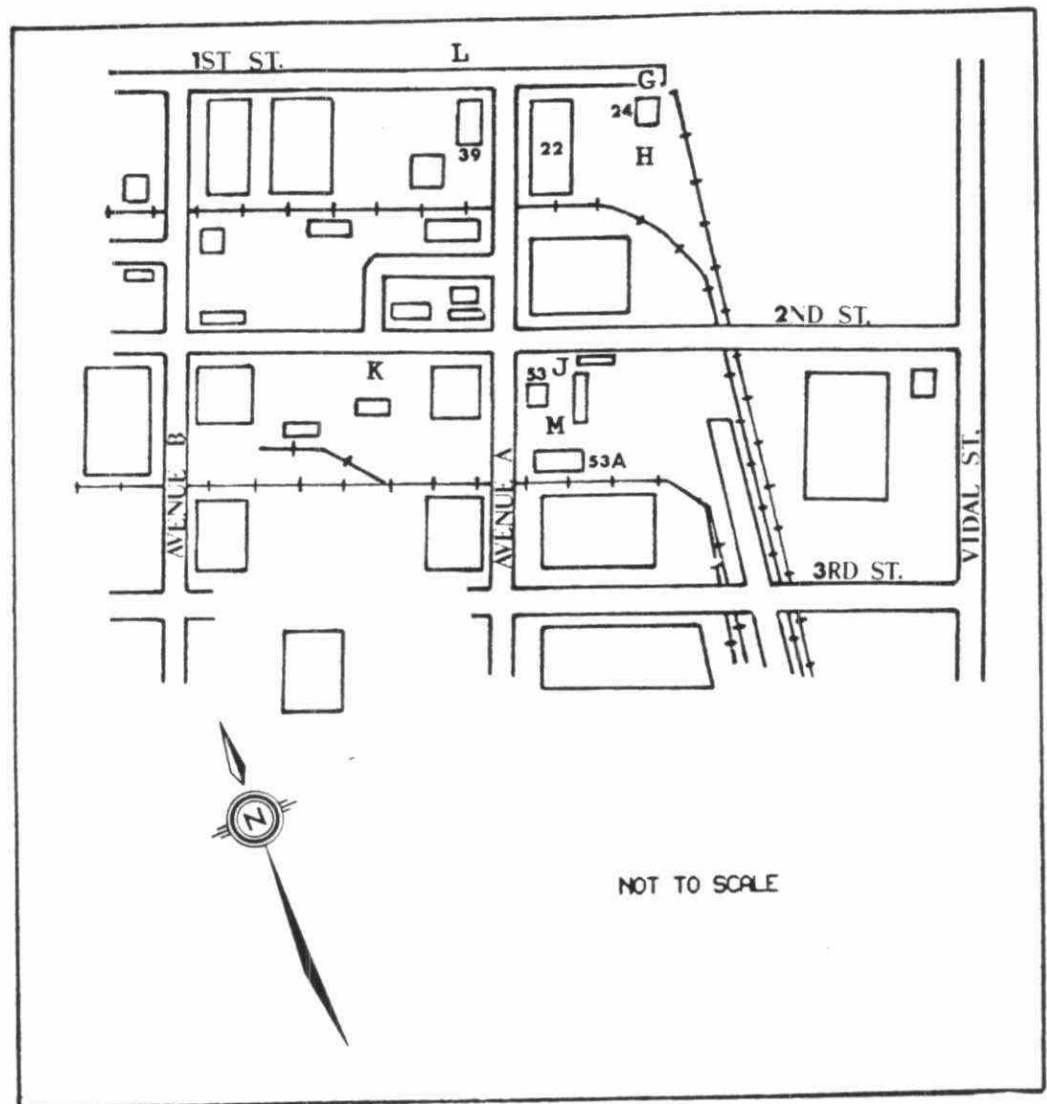 1ST ST.
L
G
24
39
22
H
2ND ST.
53
J
K
M
53A
AVENUE B
AVENUE A
VIDAL ST.
3RD ST.
N
NOT TO SCALE